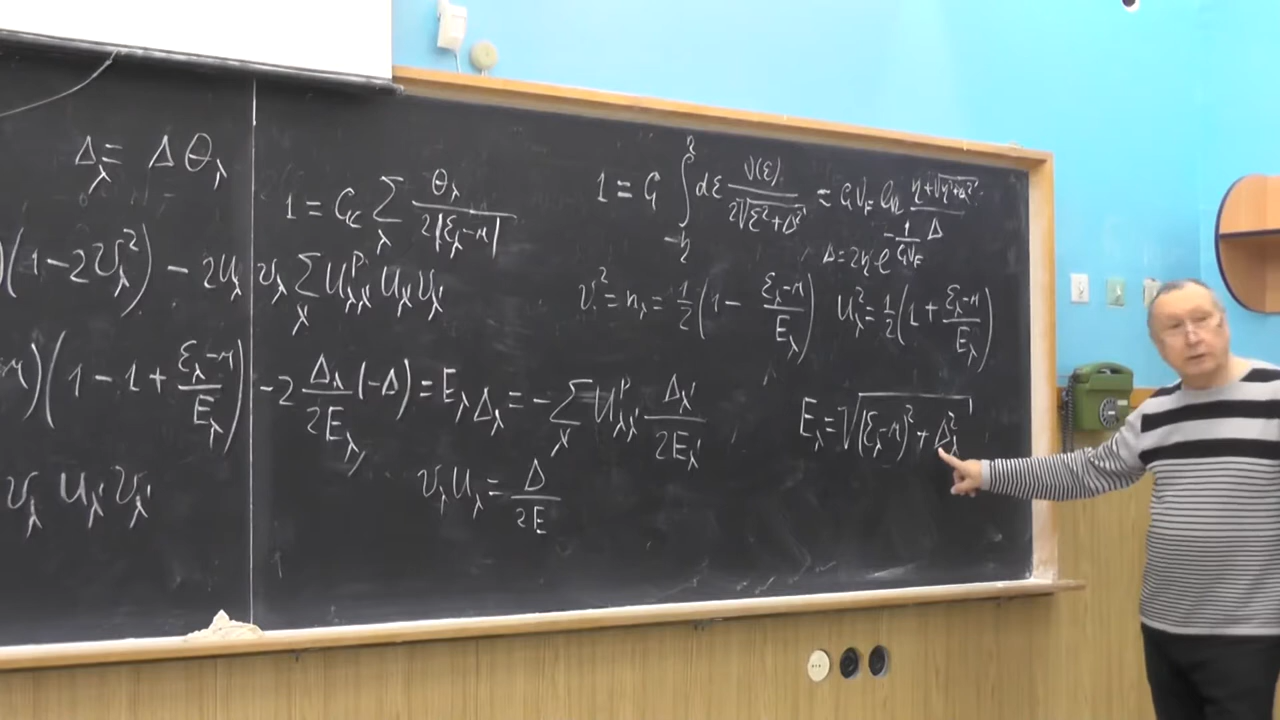 Δ_λ = Δ θ_λ
1 = G_c Σ_λ θ_λ / 2|ε_λ-μ|
)(1-2v_λ²) - 2u_λ v_λ Σ_λ' U^P_λλ' u_λ' v_λ'
-μ)(1 - 1 + (ε_λ-μ)/E_λ) - 2 Δ_λ/2E_λ (-Δ) = E_λ Δ_λ = - Σ_λ' U^P_λλ' Δ_λ'/2E_λ'
v_λ u_λ' v_λ'
v_λ u_λ = Δ/2E
1 = G ∫_{-η}^{η} dε ν(ε) / 2√(ε²+Δ²) = Gν_F ln (η+√(η²+Δ²))/Δ
Δ = 2η·e^{-1/(Gν_F)}
v² = n_λ = 1/2 (1 - (ε_λ-μ)/E_λ) u_λ² = 1/2 (1 + (ε_λ-μ)/E_λ)
E_λ = √((ε_λ-μ)² + Δ_λ²)